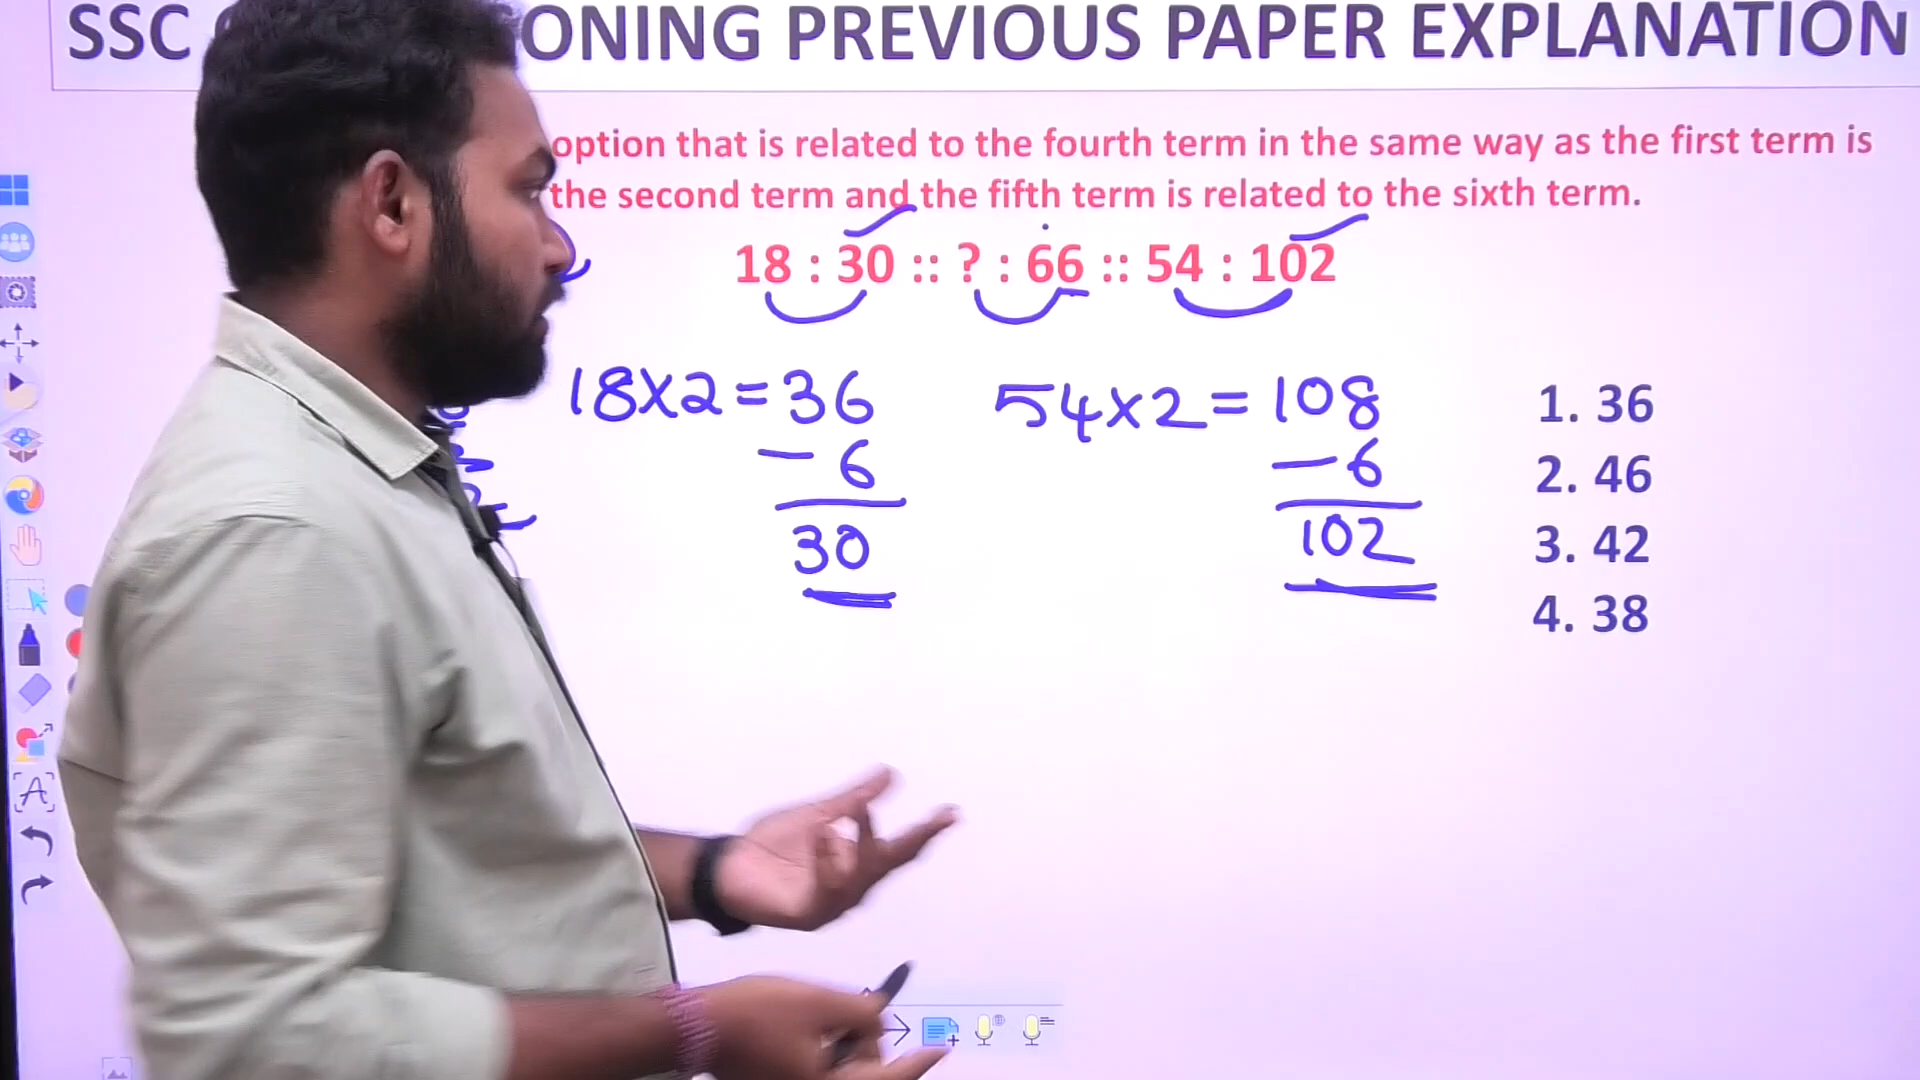 SSC ONING PREVIOUS PAPER EXPLANATION
option that is related to the fourth term in the same way as the first term is
the second term and the fifth term is related to the sixth term.
18 : 30 :: ? : 66 :: 54 : 102
18X2=36
-6
30
54x2=108
-6
102
1. 36
2. 46
3. 42
4. 38